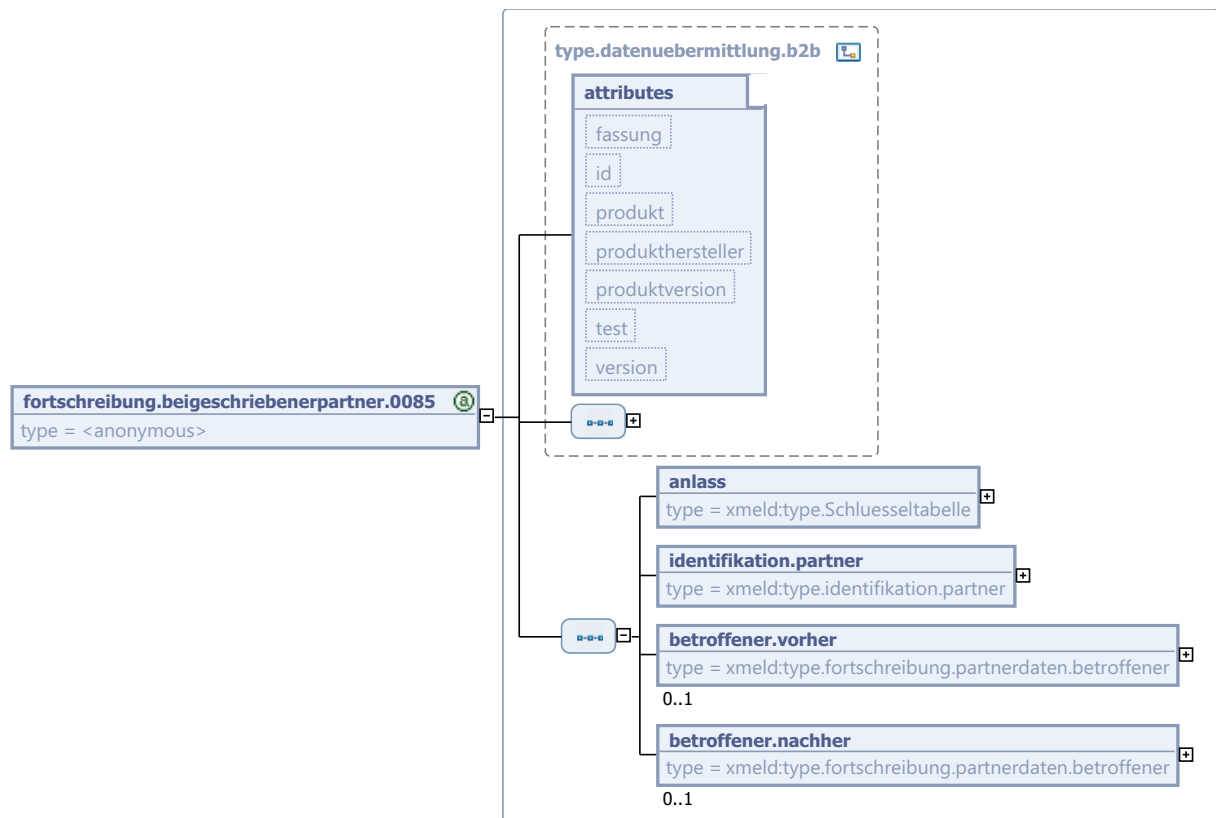 type.datenuebermittlung.b2b
attributes
fassung
id
produkt
produkthersteller
produktversion
test
version
fortschreibung.beigeschriebenerpartner.0085
type = <anonymous>
anlass
type = xmeld:type.Schluesseltabelle
identifikation.partner
type = xmeld:type.identifikation.partner
betroffener.vorher
type = xmeld:type.fortschreibung.partnerdaten.betroffener
0..1
betroffener.nachher
type = xmeld:type.fortschreibung.partnerdaten.betroffener
0..1